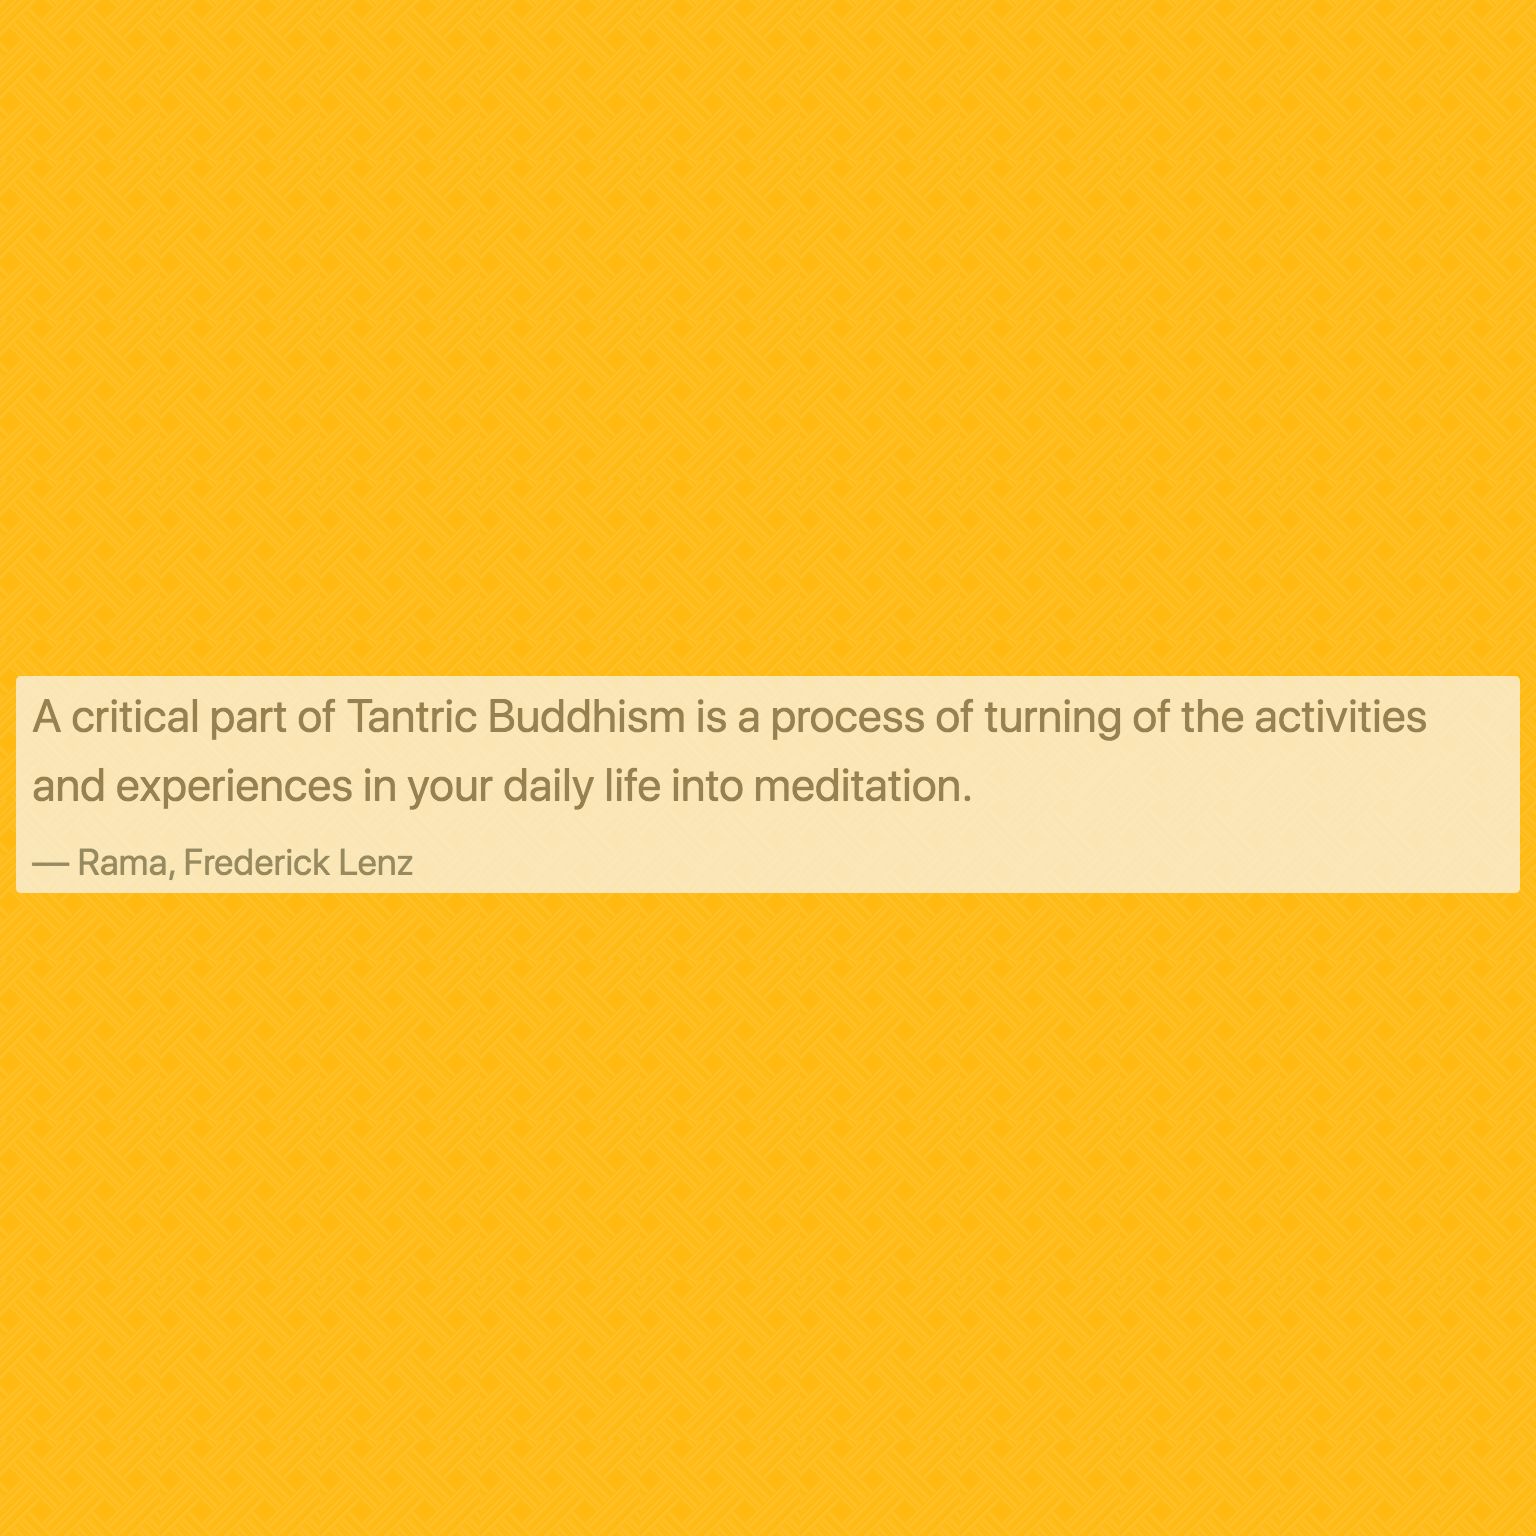 A critical part of Tantric Buddhism is a process of turning of the activities
and experiences in your daily life into meditation.
— Rama, Frederick Lenz